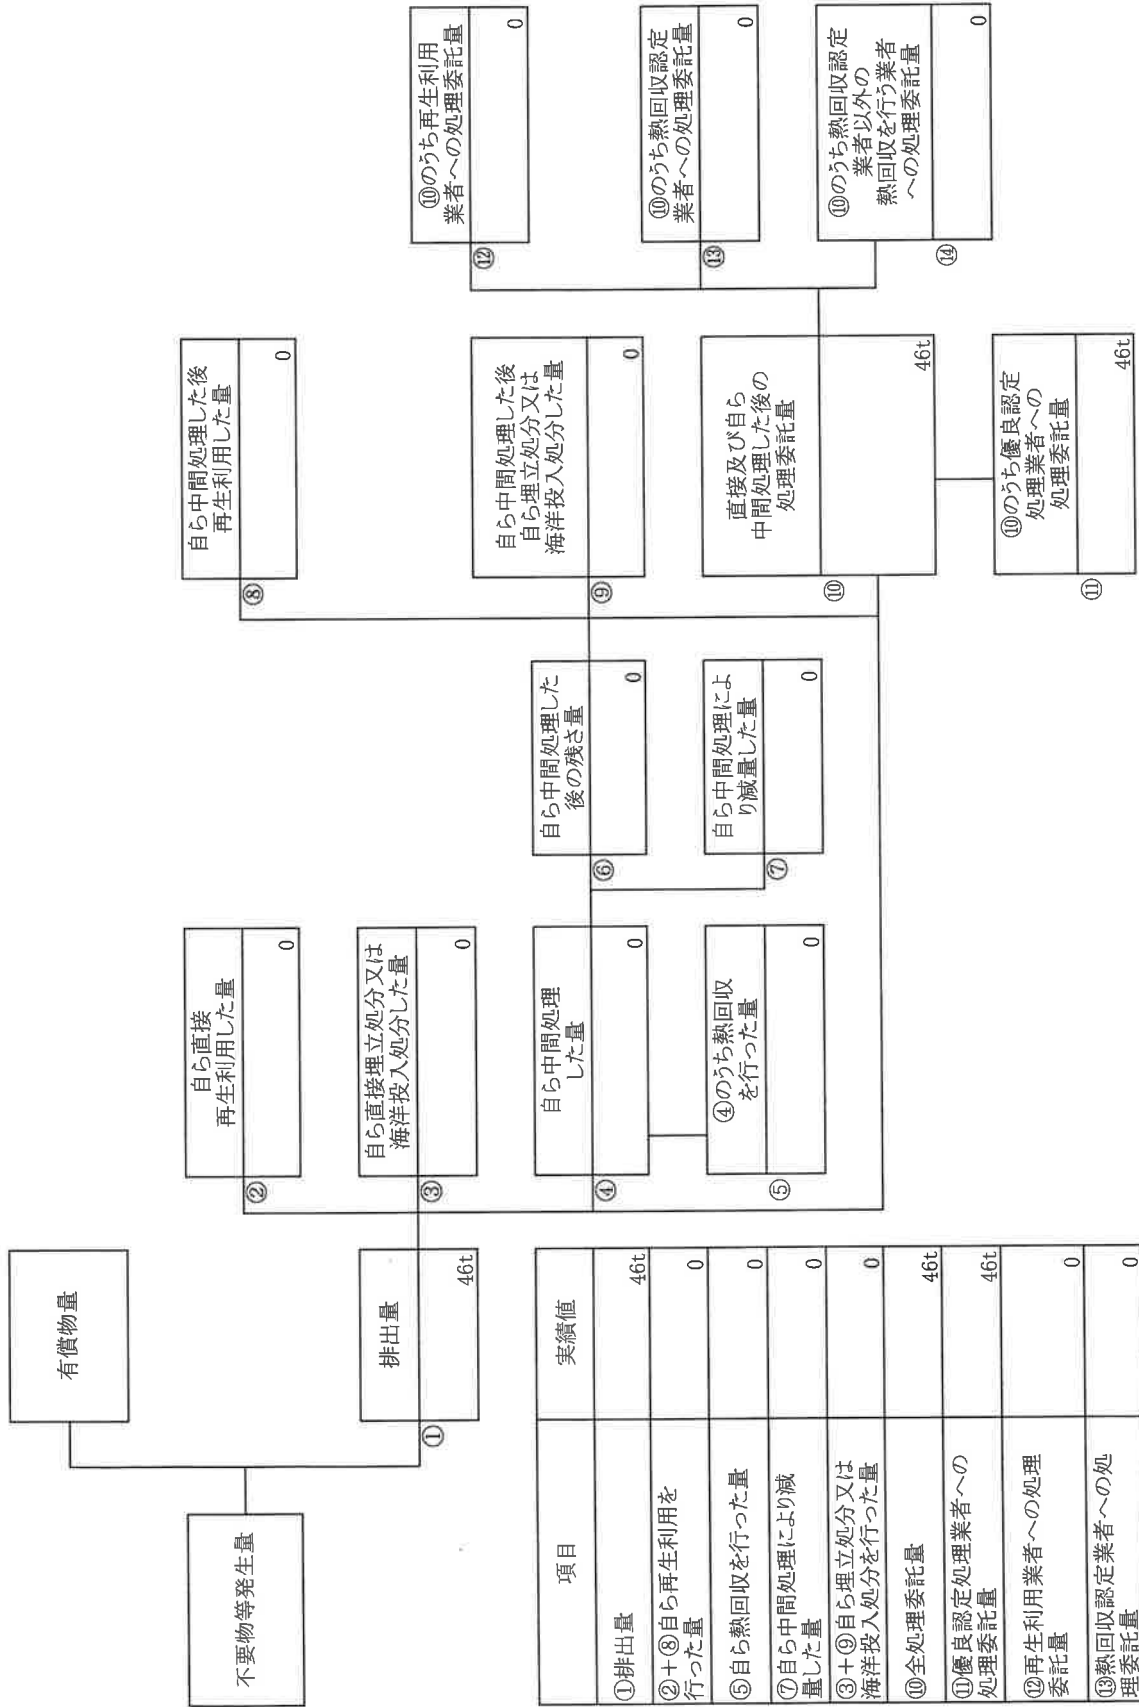 不要物等発生量
有償物量
①
排出量
46t
②
自ら直接
再生利用した量
0
③
自ら直接埋立処分又は
海洋投入処分した量
0
④
自ら中間処理
した量
0
⑤
④のうち熱回収
を行った量
0
⑥
自ら中間処理した
後の残さ量
0
⑦
自ら中間処理によ
り減量した量
0
⑧
自ら中間処理した後
再生利用した量
0
⑨
自ら中間処理した後
自ら埋立処分又は
海洋投入処分した量
0
⑩
直接及び自ら
中間処理した後の
処理委託量
46t
⑪
⑩のうち優良認定
処理業者への
処理委託量
46t
⑫
⑩のうち再生利用
業者への処理委託量
0
⑬
⑩のうち熱回収認定
業者への処理委託量
0
⑭
⑩のうち熱回収認定
業者以外の
熱回収を行う業者
への処理委託量
0
項目 実績値
①排出量 46t
②+⑧自ら再生利用を
行った量 0
⑤自ら熱回収を行った量 0
⑦自ら中間処理により減
量した量 0
③+⑨自ら埋立処分又は
海洋投入処分を行った量 0
⑩全処理委託量 46t
⑪優良認定処理業者への
処理委託量 46t
⑫再生利用業者への処理
委託量 0
⑬熱回収認定業者への処
理委託量 0